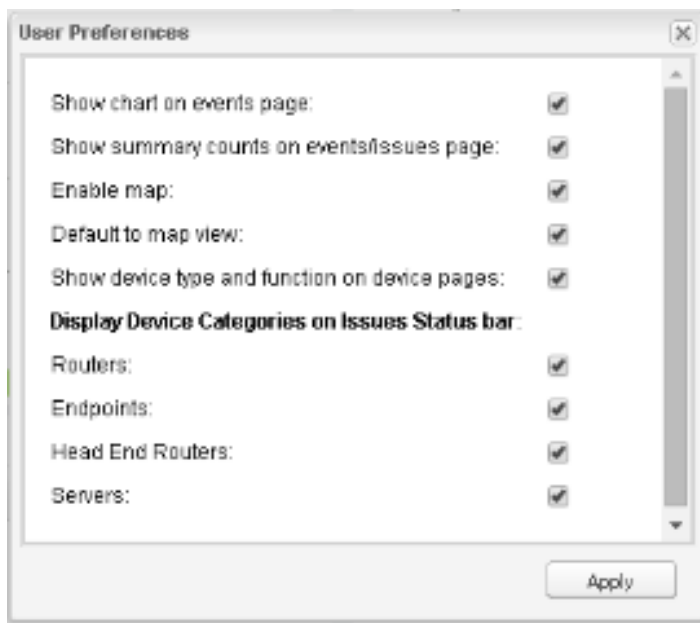 User Preferences
Show chart on events page:
Show summary counts on events/issues page:
Enable map:
Default to map view:
Show device type and function on device pages:
Display Device Categories on Issues Status bar:
Routers:
Endpoints:
Head End Routers:
Servers:
Apply